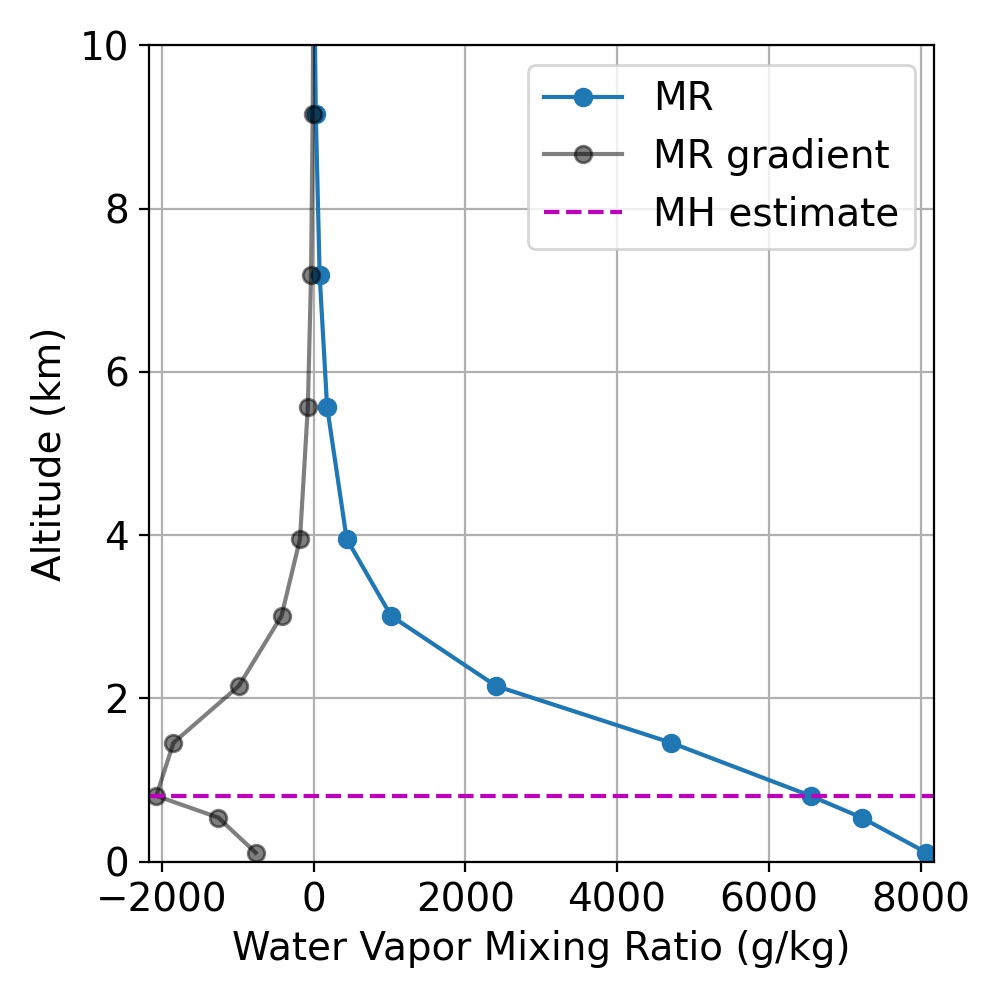 10
8
6
4
2
0
Altitude (km)
MR
MR gradient
MH estimate
−2000 0 2000 4000 6000 8000
Water Vapor Mixing Ratio (g/kg)